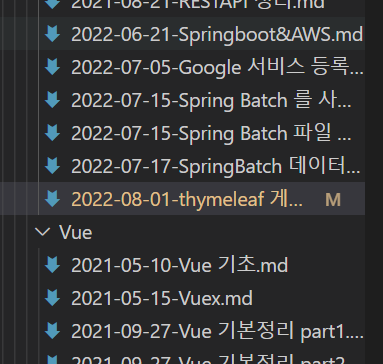 2021-08-21-RESTAPI 정리.md
2022-06-21-Springboot&AWS.md
2022-07-05-Google 서비스 등록...
2022-07-15-Spring Batch 를 사...
2022-07-15-Spring Batch 파일 ...
2022-07-17-SpringBatch 데이터...
2022-08-01-thymeleaf 게... M
Vue
2021-05-10-Vue 기초.md
2021-05-15-Vuex.md
2021-09-27-Vue 기본정리 part1....
2021-09-27-Vue 기본정리 part2